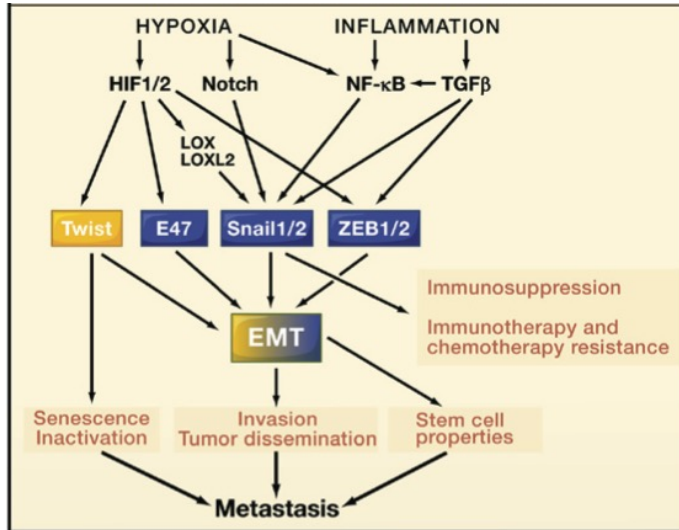 HYPOXIA INFLAMMATION
HIF1/2 Notch NF-κB TGFβ
LOX
LOXL2
Twist E47 Snail1/2 ZEB1/2
Immunosuppression
EMT
Immunotherapy and
chemotherapy resistance
Senescence
Inactivation
Invasion
Tumor dissemination
Stem cell
properties
Metastasis